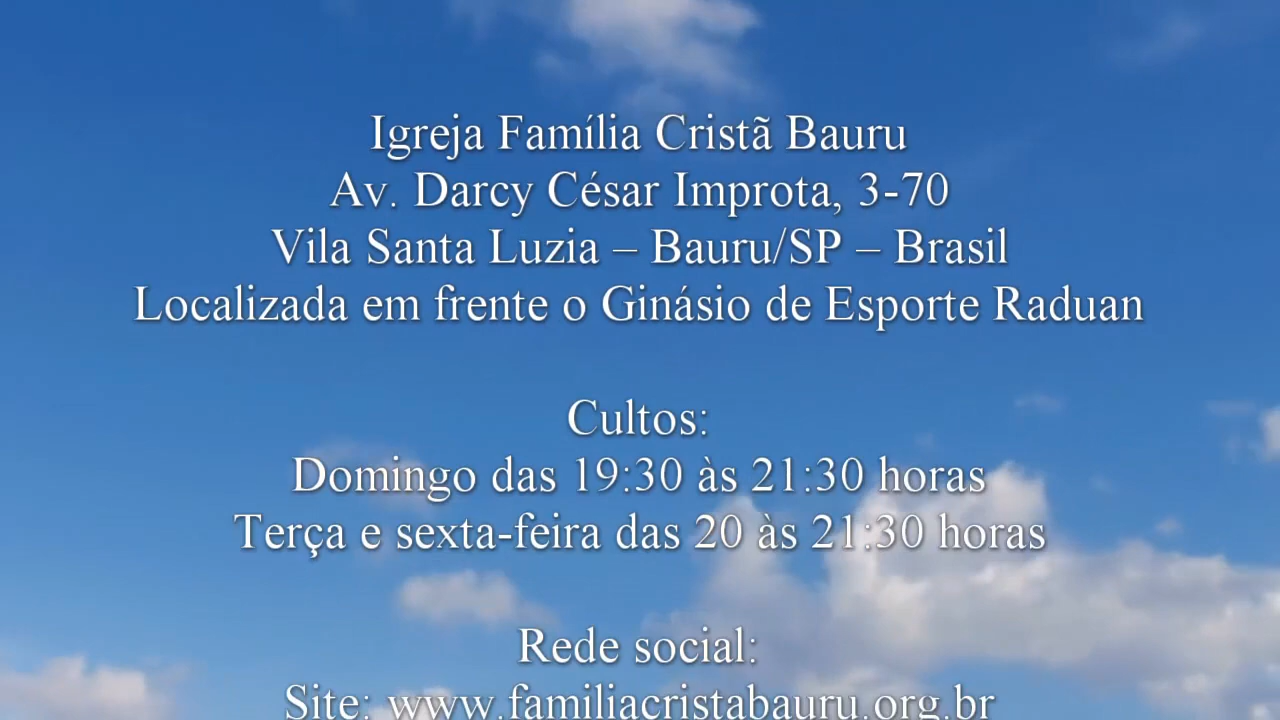 Igreja Família Cristã Bauru
Av. Darcy César Improta, 3-70
Vila Santa Luzia – Bauru/SP – Brasil
Localizada em frente o Ginásio de Esporte Raduan
Cultos:
Domingo das 19:30 às 21:30 horas
Terça e sexta-feira das 20 às 21:30 horas
Rede social:
Site: www.familiacristabauru.org.br